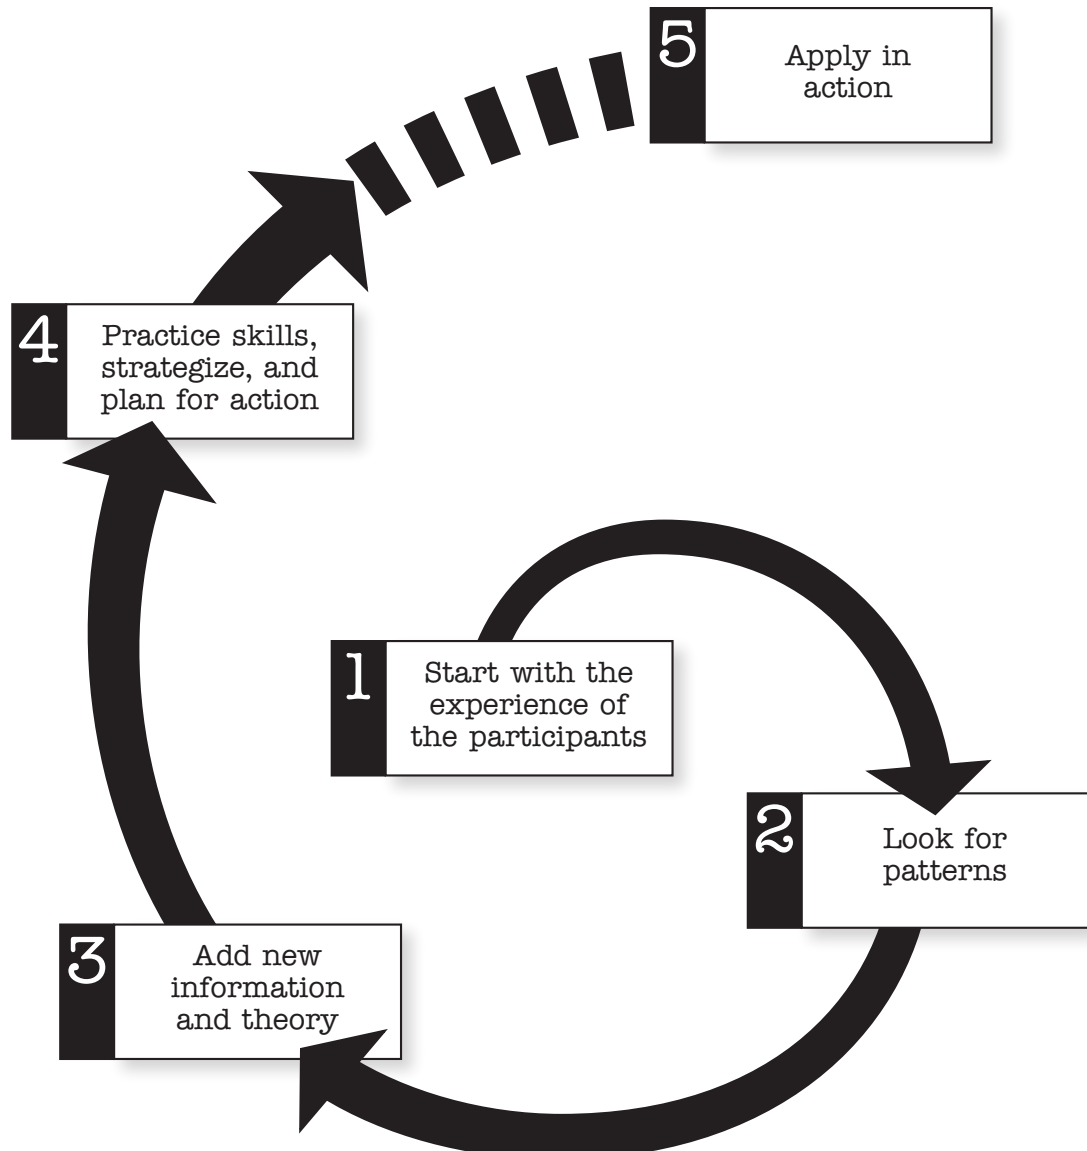 5
Apply in
action
4
Practice skills,
strategize, and
plan for action
1
Start with the
experience of
the participants
2
Look for
patterns
3
Add new
information
and theory